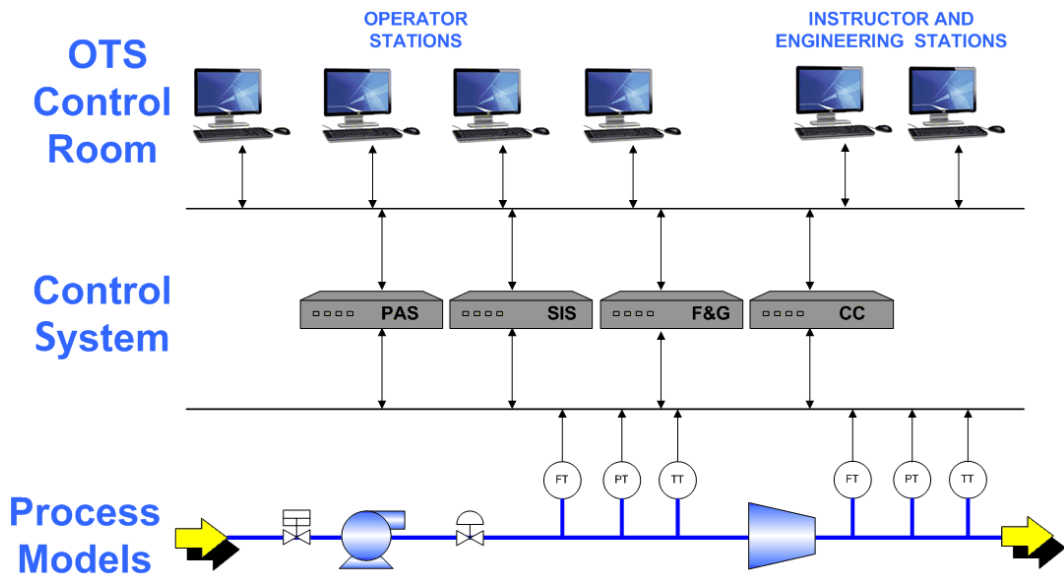 OPERATOR
STATIONS
INSTRUCTOR AND
ENGINEERING STATIONS
OTS
Control
Room
Control
System
PAS
SIS
F&G
CC
FT
PT
TT
FT
PT
TT
Process
Models